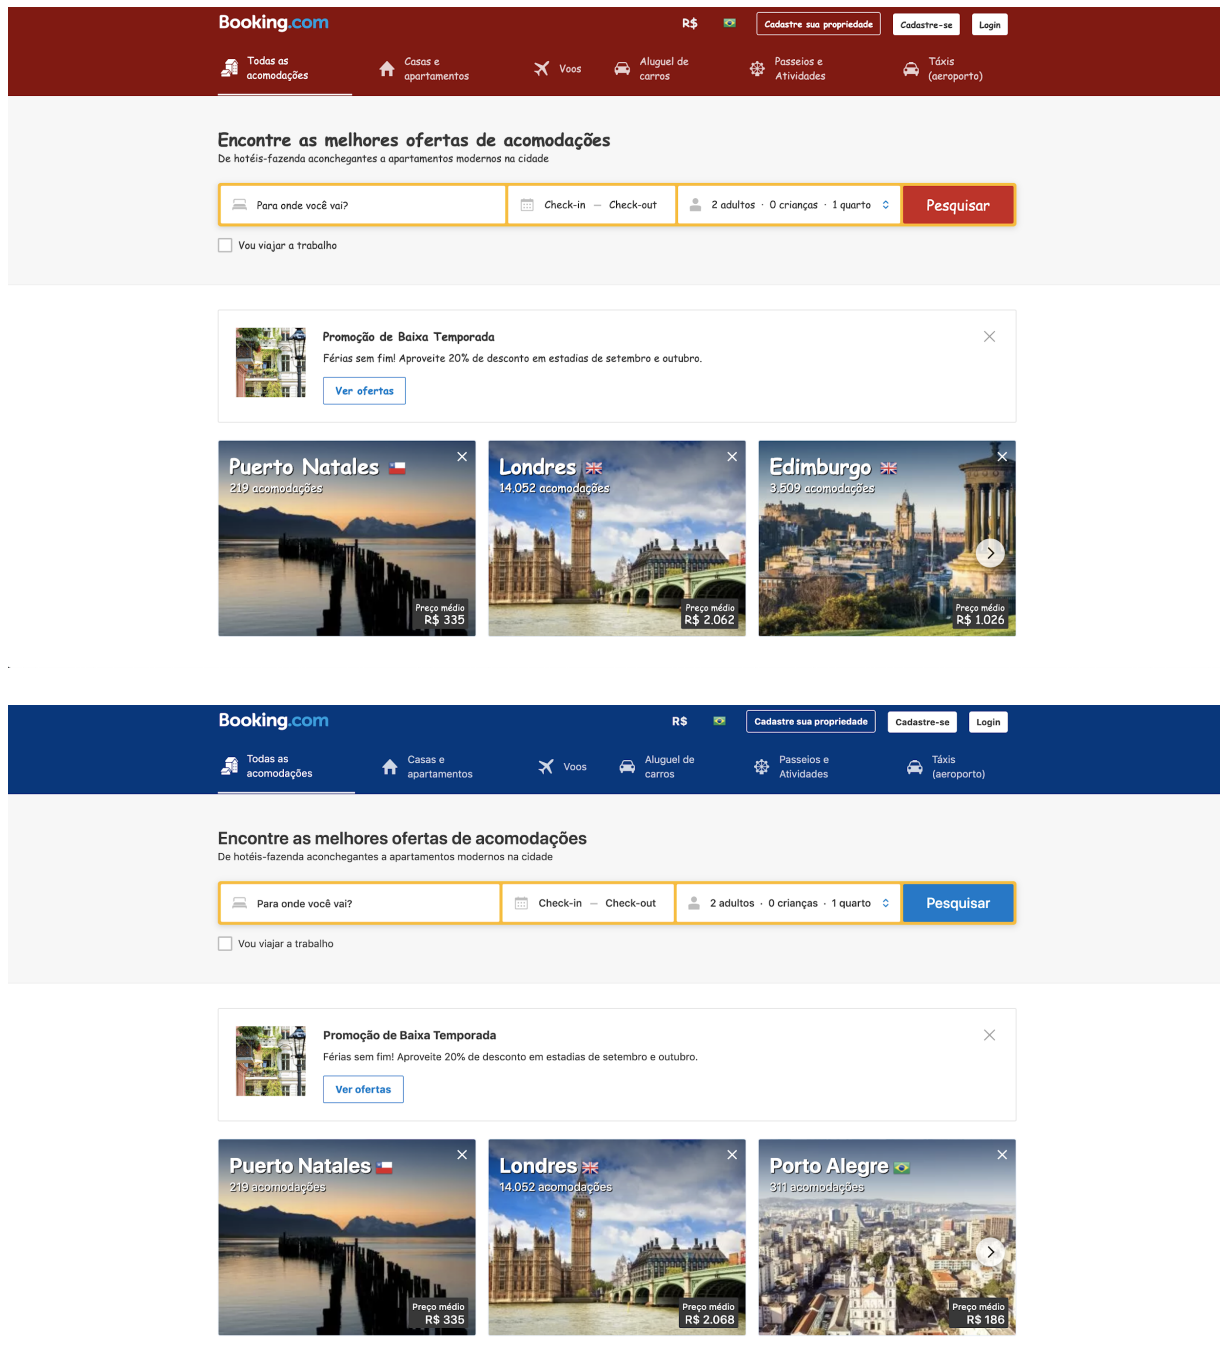 Booking.com
R$
Cadastre sua propriedade
Cadastre-se
Login
Todas as
acomodações
Casas e
apartamentos
Voos
Aluguel de
carros
Passeios e
Atividades
Táxis
(aeroporto)
Encontre as melhores ofertas de acomodações
De hotéis-fazenda aconchegantes a apartamentos modernos na cidade
Para onde você vai?
Check-in — Check-out
2 adultos · 0 crianças · 1 quarto
Pesquisar
Vou viajar a trabalho
Promoção de Baixa Temporada
Férias sem fim! Aproveite 20% de desconto em estadias de setembro e outubro.
Ver ofertas
Puerto Natales
219 acomodações
Preço médio
R$ 335
Londres
14.052 acomodações
Preço médio
R$ 2.062
Edimburgo
3.509 acomodações
Preço médio
R$ 1.026
.
Booking.com
R$
Cadastre sua propriedade
Cadastre-se
Login
Todas as
acomodações
Casas e
apartamentos
Voos
Aluguel de
carros
Passeios e
Atividades
Táxis
(aeroporto)
Encontre as melhores ofertas de acomodações
De hotéis-fazenda aconchegantes a apartamentos modernos na cidade
Para onde você vai?
Check-in — Check-out
2 adultos · 0 crianças · 1 quarto
Pesquisar
Vou viajar a trabalho
Promoção de Baixa Temporada
Férias sem fim! Aproveite 20% de desconto em estadias de setembro e outubro.
Ver ofertas
Puerto Natales
219 acomodações
Preço médio
R$ 335
Londres
14.052 acomodações
Preço médio
R$ 2.068
Porto Alegre
311 acomodações
Preço médio
R$ 186